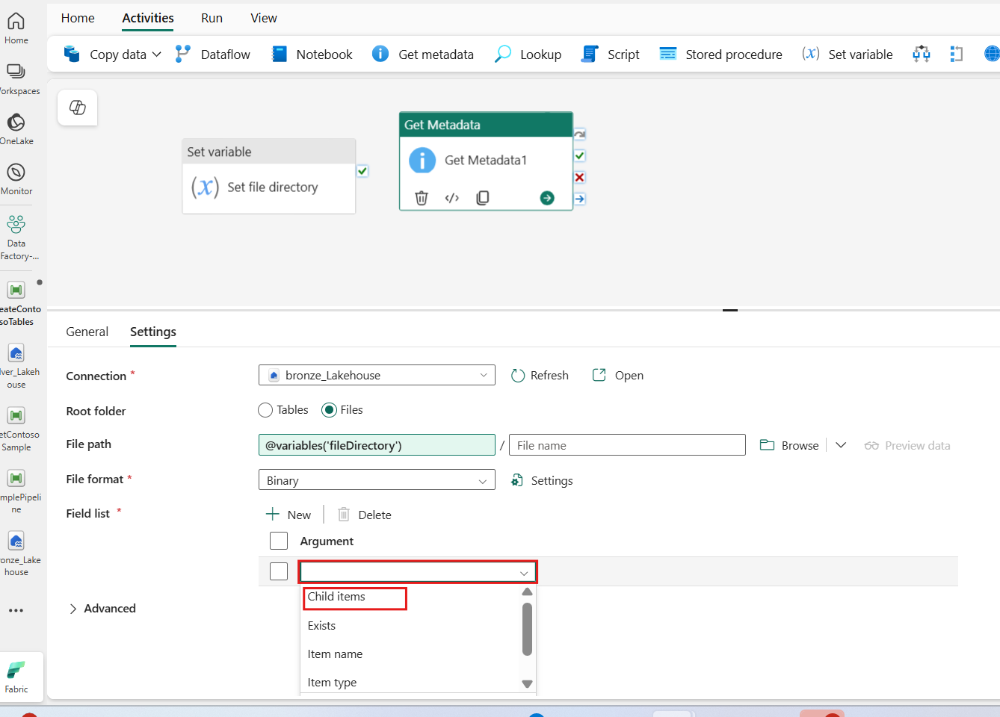 Home
Activities
Run
View
Copy data
Dataflow
Notebook
Get metadata
Lookup
Script
Stored procedure
(x) Set variable
Home
orkspaces
OneLake
Monitor
Data
Factory-...
eateConto
soTables
lver_Lakeh
ouse
etContoso
Sample
mplePipeli
ne
onze_Lake
house
Fabric
Set variable
(x) Set file directory
Get Metadata
Get Metadata1
General
Settings
Connection *
bronze_Lakehouse
Refresh
Open
Root folder
Tables
Files
File path
@variables('fileDirectory')
/
File name
Browse
Preview data
File format *
Binary
Settings
Field list *
New
Delete
Argument
Child items
Exists
Item name
Item type
Advanced